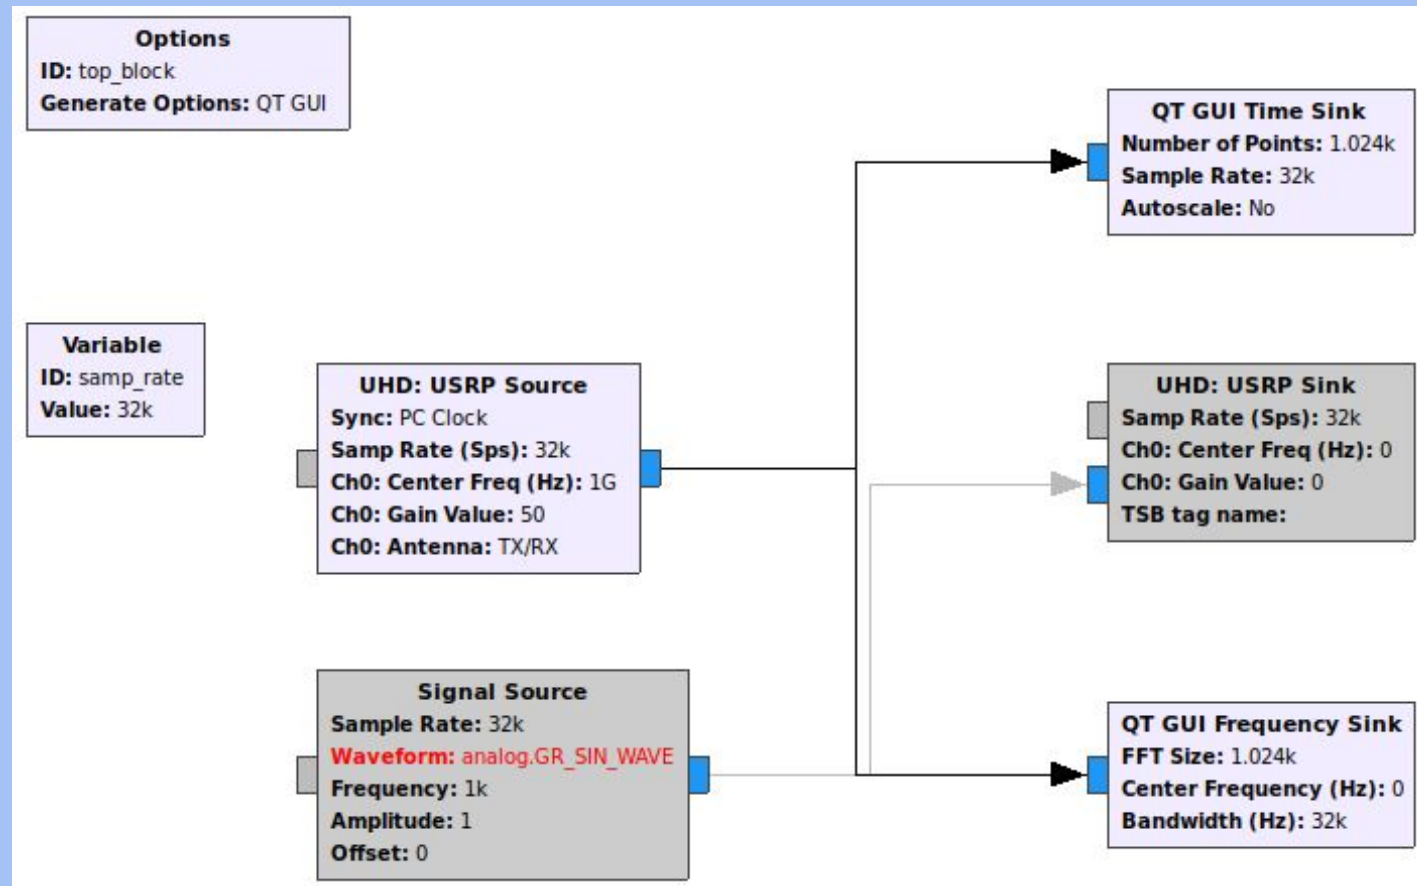 Options
ID: top_block
Generate Options: QT GUI
QT GUI Time Sink
Number of Points: 1.024k
Sample Rate: 32k
Autoscale: No
Variable
ID: samp_rate
Value: 32k
UHD: USRP Source
Sync: PC Clock
Samp Rate (Sps): 32k
Ch0: Center Freq (Hz): 1G
Ch0: Gain Value: 50
Ch0: Antenna: TX/RX
UHD: USRP Sink
Samp Rate (Sps): 32k
Ch0: Center Freq (Hz): 0
Ch0: Gain Value: 0
TSB tag name:
Signal Source
Sample Rate: 32k
Waveform: analog.GR_SIN_WAVE
Frequency: 1k
Amplitude: 1
Offset: 0
QT GUI Frequency Sink
FFT Size: 1.024k
Center Frequency (Hz): 0
Bandwidth (Hz): 32k